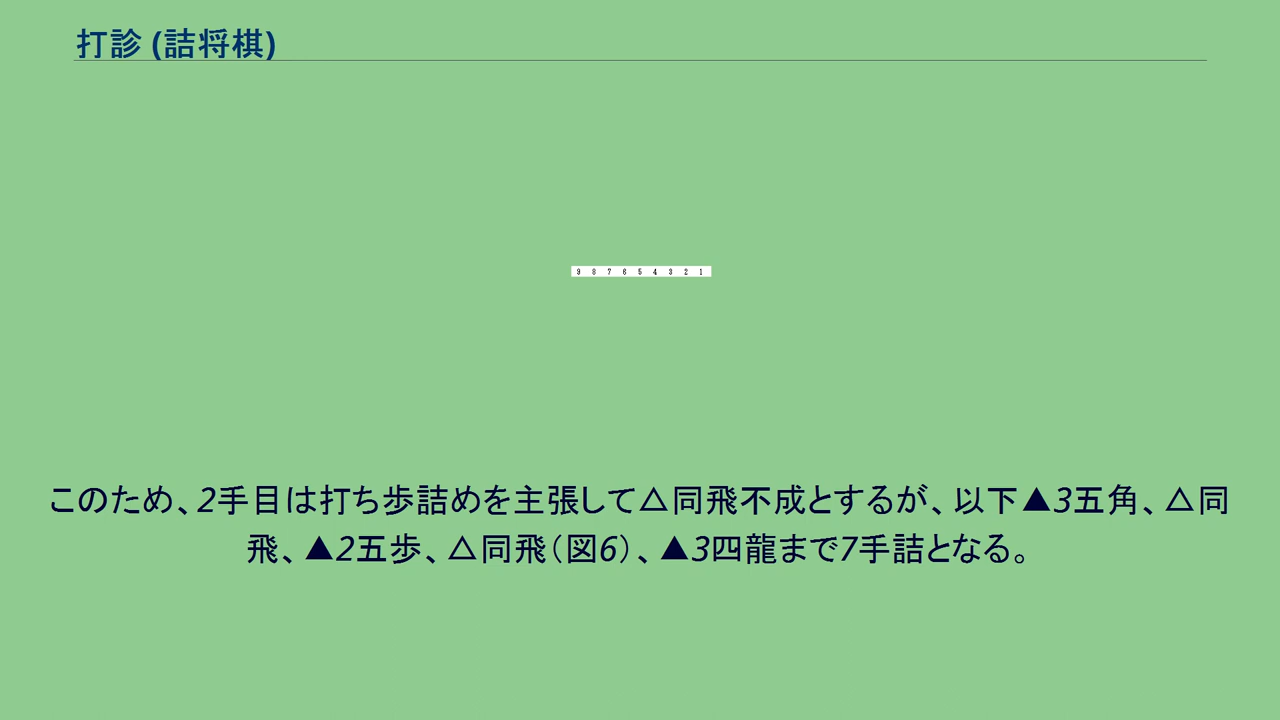 打診 (詰将棋)
9 8 7 6 5 4 3 2 1
このため、2手目は打ち歩詰めを主張して△同飛不成とするが、以下▲3五角、△同
飛、▲2五歩、△同飛（図6）、▲3四龍まで7手詰となる。